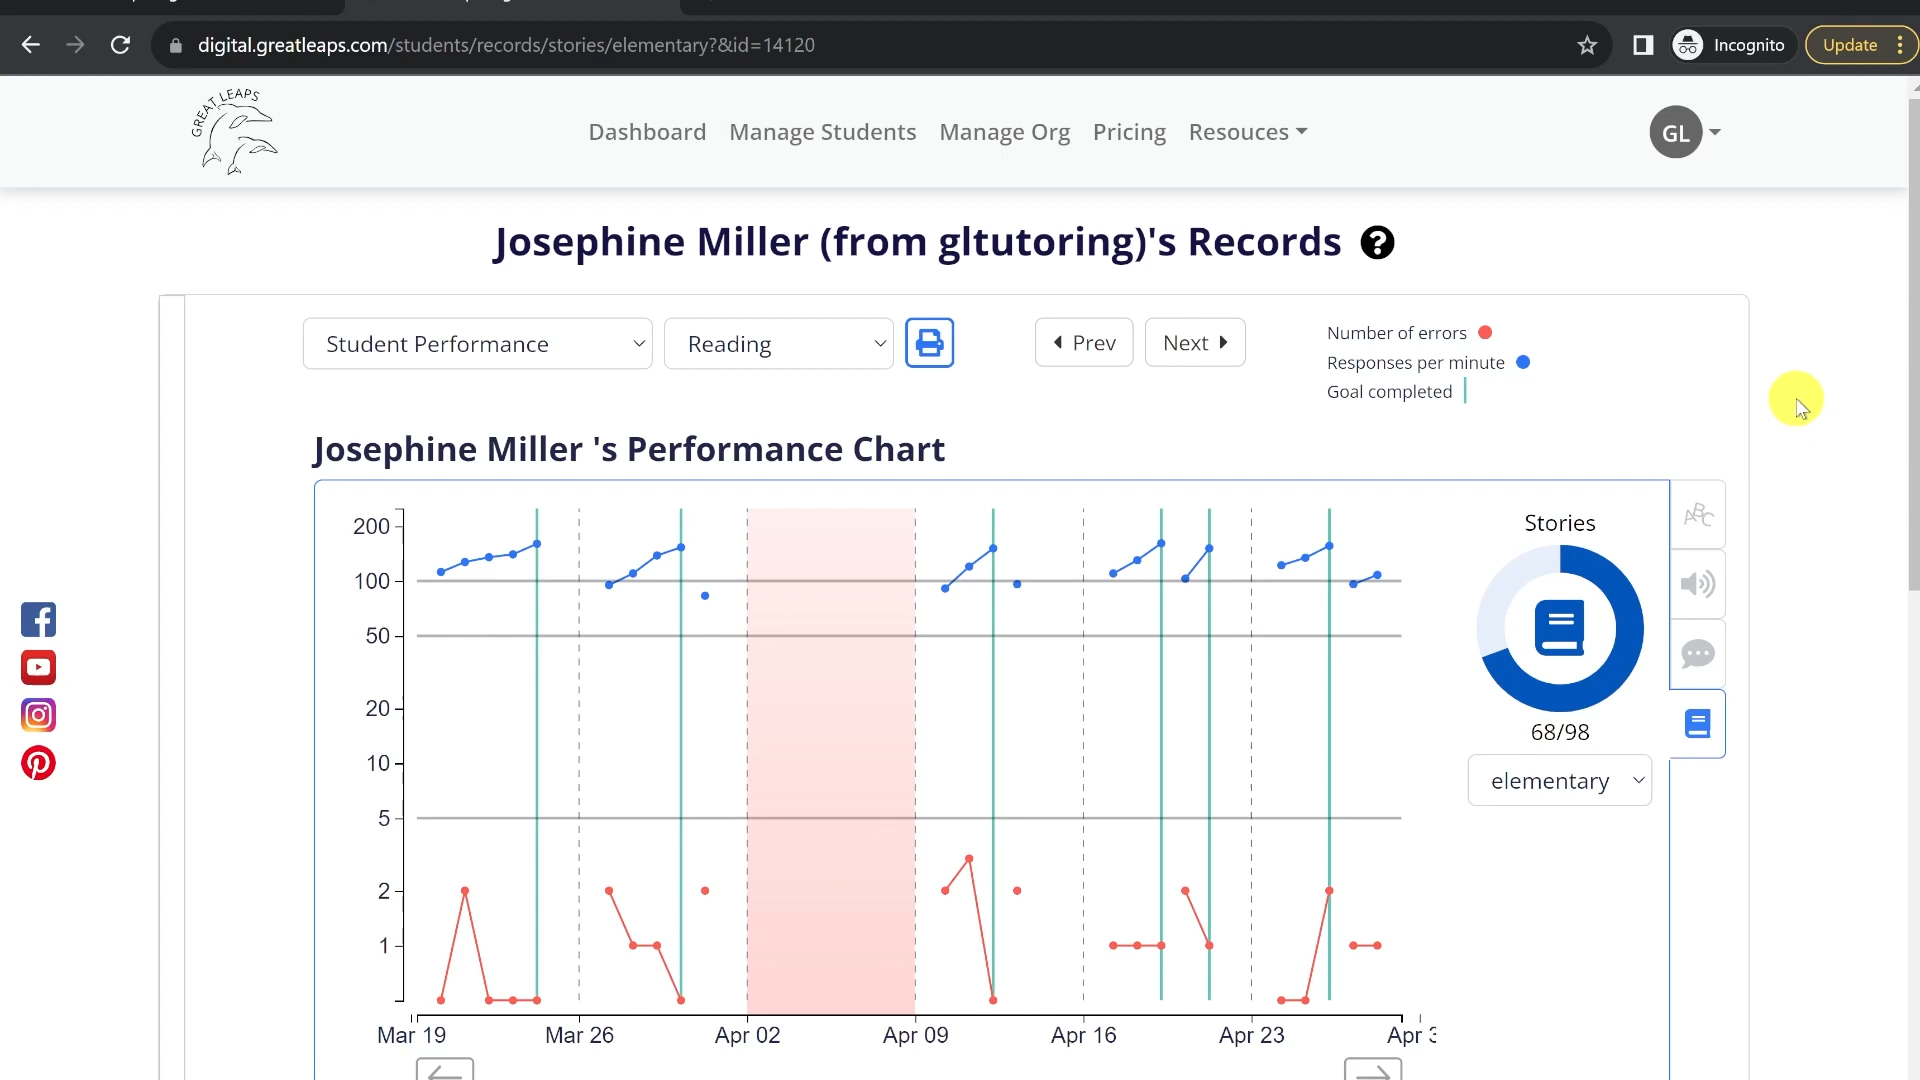 digital.greatleaps.com/students/records/stories/elementary?&id=14120
Incognito
Update
GREAT LEAPS
Dashboard
Manage Students
Manage Org
Pricing
Resouces
GL
Josephine Miller (from gltutoring)'s Records
Student Performance
Reading
Prev
Next
Number of errors
Responses per minute
Goal completed
Josephine Miller 's Performance Chart
200
100
50
20
10
5
2
1
Mar 19
Mar 26
Apr 02
Apr 09
Apr 16
Apr 23
Apr
Stories
68/98
elementary
ABC